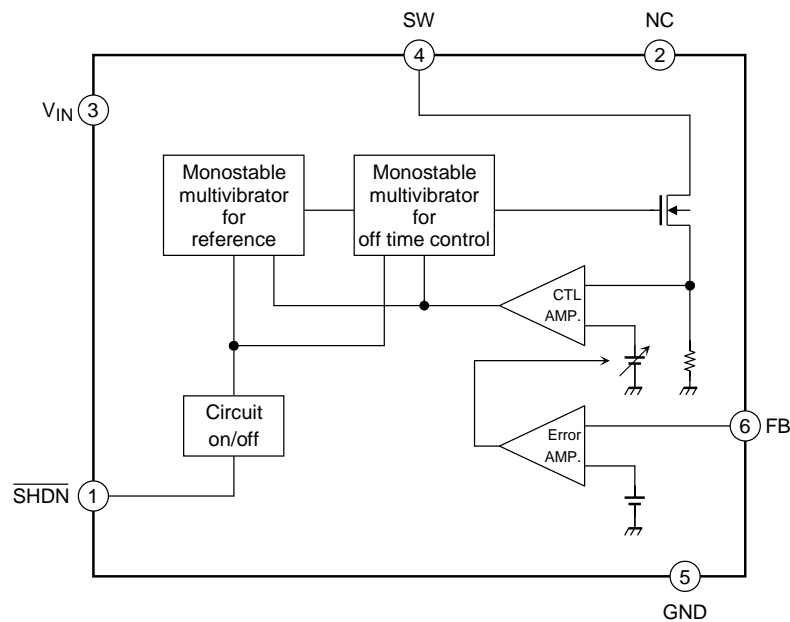 SW
NC
4
2
VIN
3
Monostable
multivibrator
for
reference
Monostable
multivibrator
for
off time control
CTL
AMP.
Circuit
on/off
Error
AMP.
6
FB
SHDN
1
5
GND